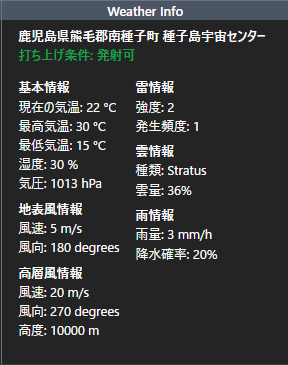 Weather Info
鹿児島県熊毛郡南種子町 種子島宇宙センター
打ち上げ条件: 発射可
基本情報
現在の気温: 22 °C
最高気温: 30 °C
最低気温: 15 °C
湿度: 30 %
気圧: 1013 hPa
地表風情報
風速: 5 m/s
風向: 180 degrees
高層風情報
風速: 20 m/s
風向: 270 degrees
高度: 10000 m
雷情報
強度: 2
発生頻度: 1
雲情報
種類: Stratus
雲量: 36%
雨情報
雨量: 3 mm/h
降水確率: 20%